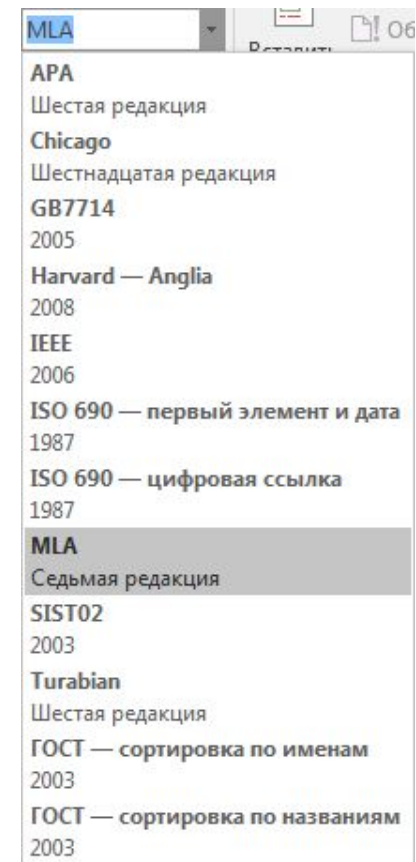 MLA
APA
Шестая редакция
Chicago
Шестнадцатая редакция
GB7714
2005
Harvard — Anglia
2008
IEEE
2006
ISO 690 — первый элемент и дата
1987
ISO 690 — цифровая ссылка
1987
MLA
Седьмая редакция
SIST02
2003
Turabian
Шестая редакция
ГОСТ — сортировка по именам
2003
ГОСТ — сортировка по названиям
2003